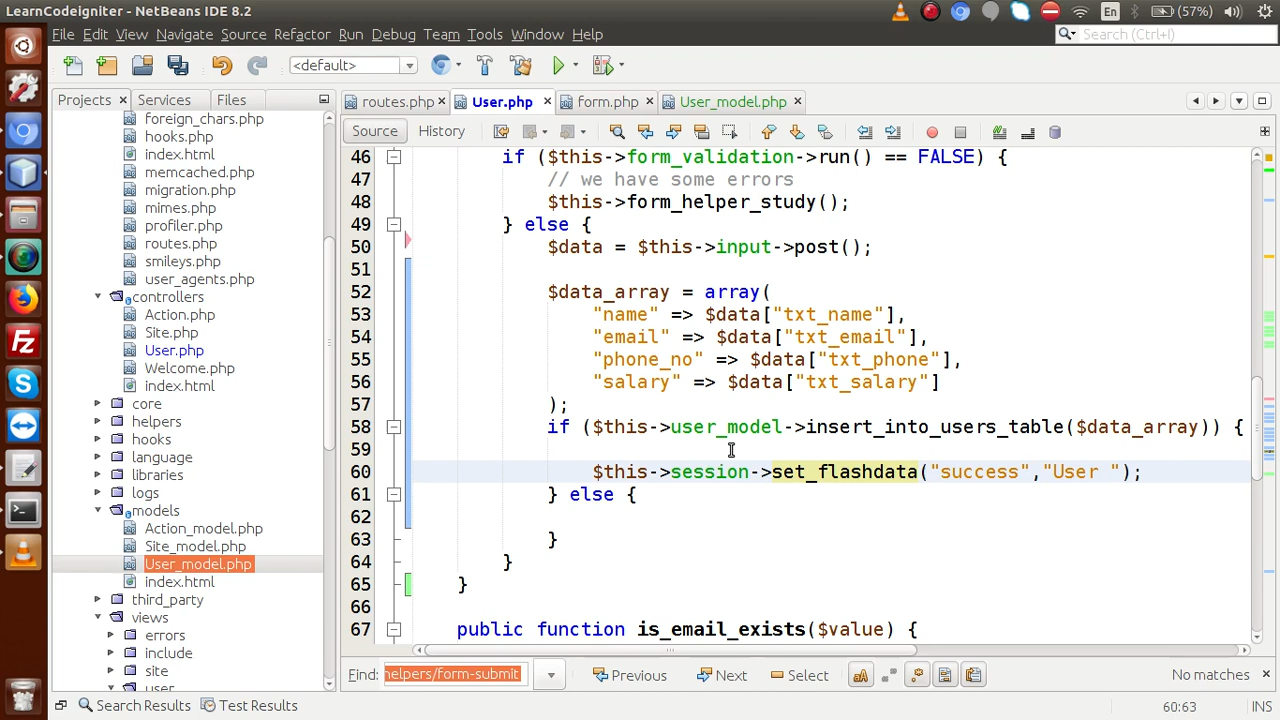 LearnCodeigniter - NetBeans IDE 8.2
En
(57%)
File Edit View Navigate Source Refactor Run Debug Team Tools Window Help
Search (Ctrl+I)
<default>
Projects Services Files
routes.php User.php form.php User_model.php
Source History
foreign_chars.php
hooks.php
index.html
memcached.php
migration.php
mimes.php
profiler.php
routes.php
smileys.php
user_agents.php
controllers
Action.php
Site.php
User.php
Welcome.php
index.html
core
helpers
hooks
language
libraries
logs
models
Action_model.php
Site_model.php
User_model.php
index.html
third_party
views
errors
include
site
user
46 if ($this->form_validation->run() == FALSE) {
47 // we have some errors
48 $this->form_helper_study();
49 } else {
50 $data = $this->input->post();
51
52 $data_array = array(
53 "name" => $data["txt_name"],
54 "email" => $data["txt_email"],
55 "phone_no" => $data["txt_phone"],
56 "salary" => $data["txt_salary"]
57 );
58 if ($this->user_model->insert_into_users_table($data_array)) {
59
60 $this->session->set_flashdata("success","User ");
61 } else {
62
63 }
64 }
65 }
66
67 public function is_email_exists($value) {
Find: helpers/form-submit Previous Next Select No matches
Search Results Test Results
60:63 INS